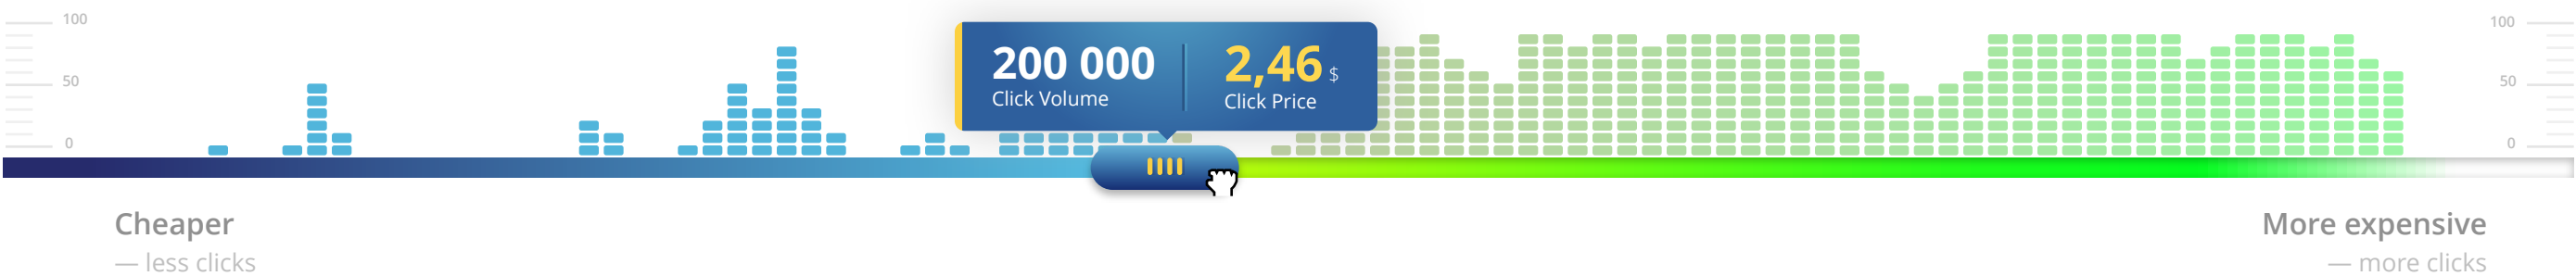 100
50
0
200 000
Click Volume
2,46 $
Click Price
100
50
0
Cheaper
— less clicks
More expensive
— more clicks